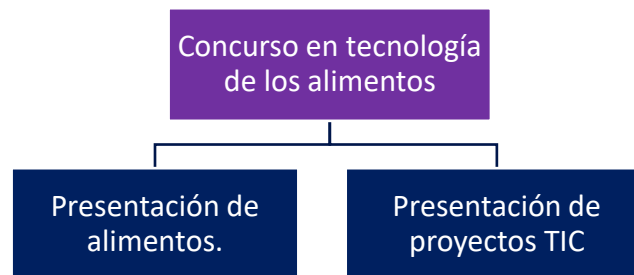 Concurso en tecnología
de los alimentos
Presentación de
alimentos.
Presentación de
proyectos TIC